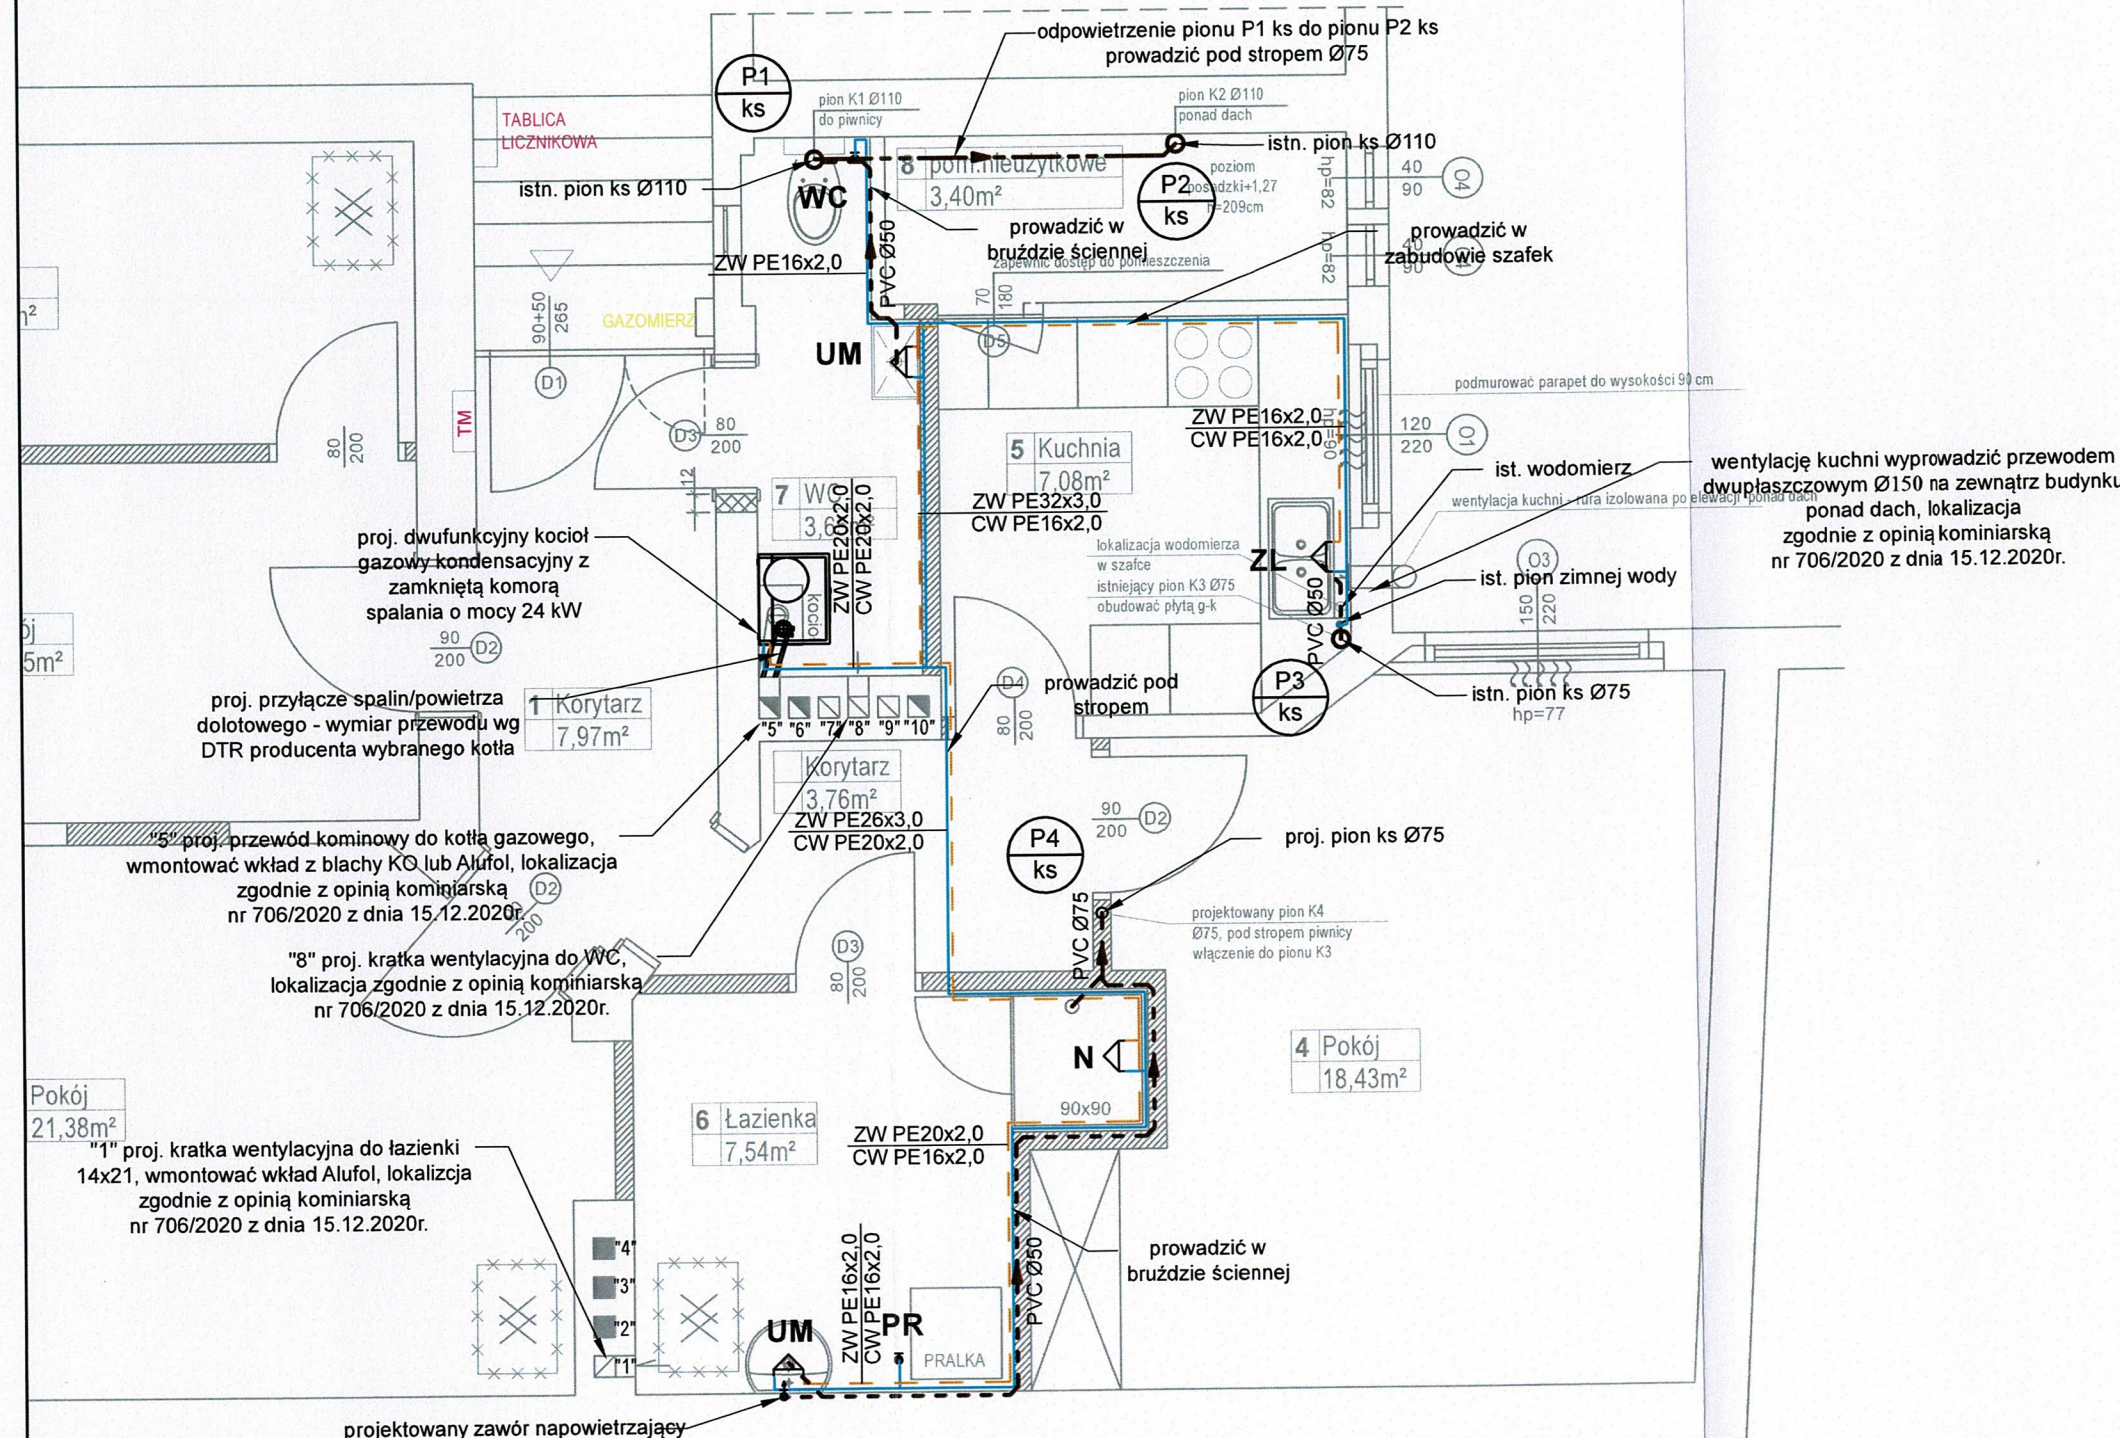 odpowietrzenie pionu P1 ks do pionu P2 ks
prowadzić pod stropem Ø75
P1
ks
pion K1 Ø110
do piwnicy
pion K2 Ø110
ponad dach
TABLICA
LICZNIKOWA
istn. pion ks Ø110
istn. pion ks Ø110
WC
8 pom.nieużytkowe
3,40m²
P2
ks
poziom
posadzki+1,27
h=209cm
hp=82
40
90
O4
prowadzić w
bruździe ściennej
zapewnić dostęp do pomieszczenia
prowadzić w
zabudowie szafek
hp=82
40
90
O4
ZW PE16x2,0
PVC Ø50
90+50
265
GAZOMIERZ
70
180
D5
UM
D1
TM
D3
80
200
80
200
12
podmurować parapet do wysokości 90 cm
ZW PE16x2,0
CW PE16x2,0
hp=90
120
220
O1
5 Kuchnia
7,08m²
7 WC
ZW PE20x2,0
CW PE20x2,0
ZW PE32x3,0
CW PE16x2,0
ist. wodomierz
wentylację kuchni wyprowadzić przewodem
dwupłaszczowym Ø150 na zewnątrz budynku
ponad dach, lokalizacja
zgodnie z opinią kominiarską
nr 706/2020 z dnia 15.12.2020r.
wentylacja kuchni - rura izolowana po elewacji ponad dach
proj. dwufunkcyjny kocioł
gazowy kondensacyjny z
zamkniętą komorą
spalania o mocy 24 kW
kocioł
lokalizacja wodomierza
w szafce
istniejący pion K3 Ø75
obudować płytą g-k
ZL
PVC Ø50
ist. pion zimnej wody
O3
150
220
90
200
D2
5m²
proj. przyłącze spalin/powietrza
dolotowego - wymiar przewodu wg
DTR producenta wybranego kotła
1 Korytarz
7,97m²
"5" "6" "7" "8" "9" "10"
D4
80
200
prowadzić pod
stropem
P3
ks
istn. pion ks Ø75
hp=77
Korytarz
3,76m²
ZW PE26x3,0
CW PE20x2,0
90
200
D2
P4
ks
proj. pion ks Ø75
"5" proj. przewód kominowy do kotła gazowego,
wmontować wkład z blachy KO lub Alufol, lokalizacja
zgodnie z opinią kominiarską
nr 706/2020 z dnia 15.12.2020r.
D2
200
PVC Ø75
projektowany pion K4
Ø75, pod stropem piwnicy
włączenie do pionu K3
"8" proj. kratka wentylacyjna do WC,
lokalizacja zgodnie z opinią kominiarską
nr 706/2020 z dnia 15.12.2020r.
D3
80
200
N
90x90
4 Pokój
18,43m²
Pokój
21,38m²
6 Łazienka
7,54m²
ZW PE20x2,0
CW PE16x2,0
"1" proj. kratka wentylacyjna do łazienki
14x21, wmontować wkład Alufol, lokalizcja
zgodnie z opinią kominiarską
nr 706/2020 z dnia 15.12.2020r.
"4"
"3"
"2"
"1"
ZW PE16x2,0
CW PE16x2,0
UM
PR
PRALKA
PVC Ø50
prowadzić w
bruździe ściennej
projektowany zawór napowietrzający